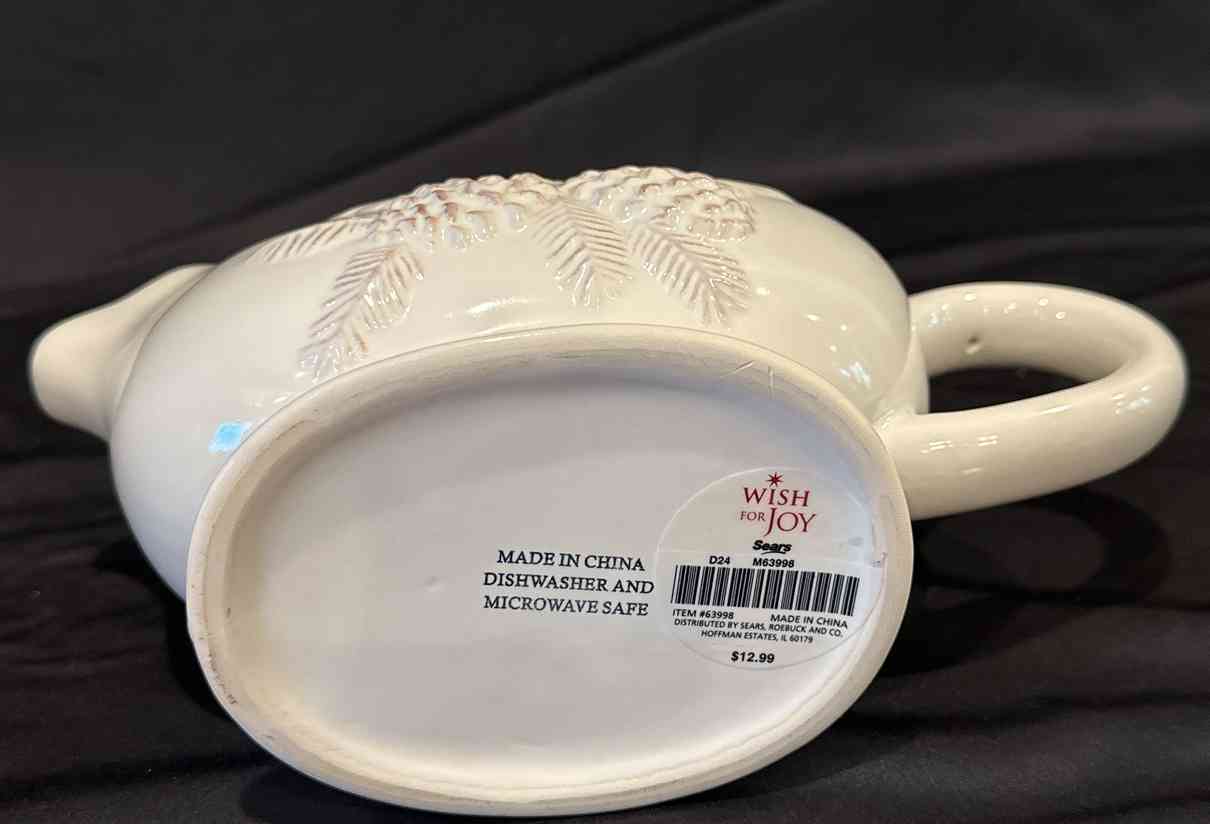 MADE IN CHINA
DISHWASHER AND
MICROWAVE SAFE
WISH
FOR JOY
Sears
D24 M63998
ITEM #63998 MADE IN CHINA
DISTRIBUTED BY SEARS, ROEBUCK AND CO.
HOFFMAN ESTATES, IL 60179
$12.99